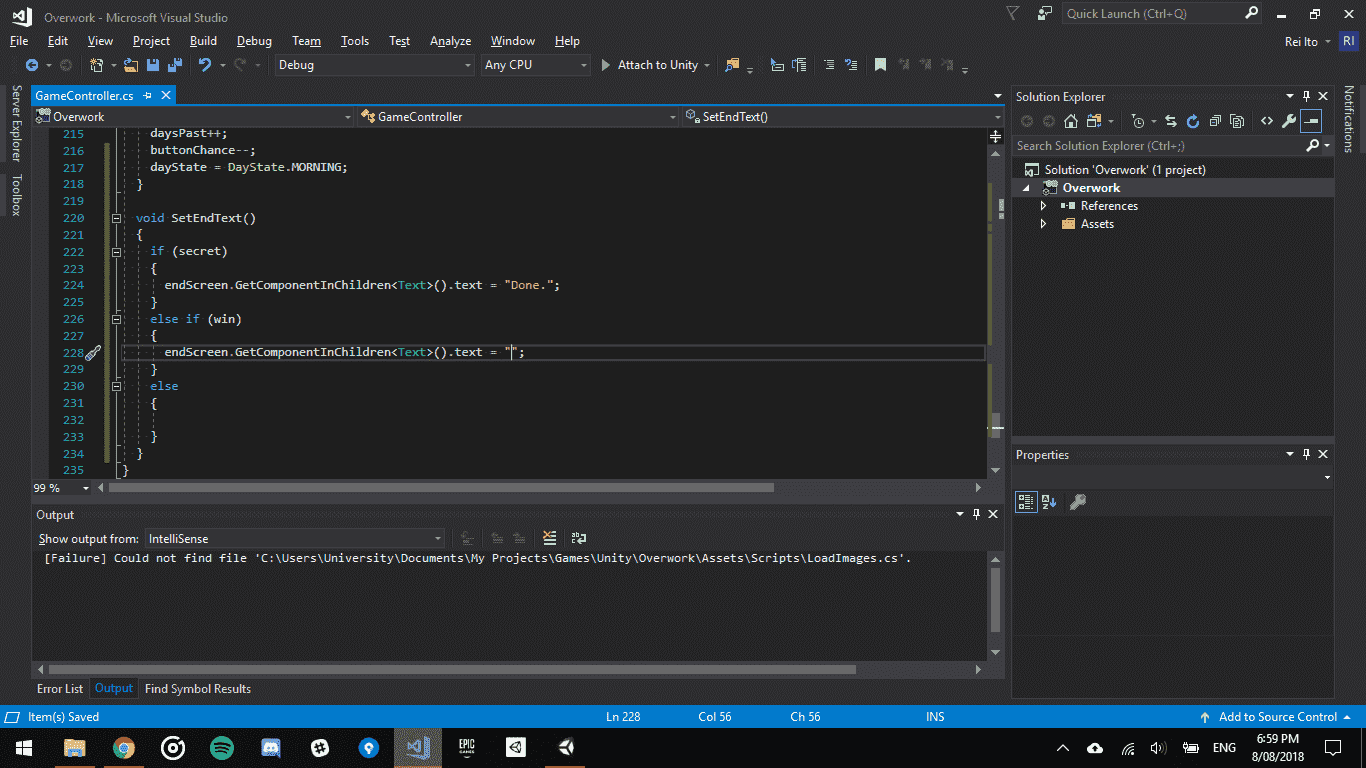 Overwork - Microsoft Visual Studio
Quick Launch (Ctrl+Q)
File Edit View Project Build Debug Team Tools Test Analyze Window Help
Rei Ito RI
Debug Any CPU Attach to Unity
Server Explorer
Toolbox
Notifications
GameController.cs
Overwork GameController SetEndText()
215 daysPast++;
216 buttonChance--;
217 dayState = DayState.MORNING;
218 }
219
220 void SetEndText()
221 {
222 if (secret)
223 {
224 endScreen.GetComponentInChildren<Text>().text = "Done.";
225 }
226 else if (win)
227 {
228 endScreen.GetComponentInChildren<Text>().text = "";
229 }
230 else
231 {
232
233 }
234 }
235 }
99 %
Solution Explorer
Search Solution Explorer (Ctrl+;)
Solution 'Overwork' (1 project)
Overwork
References
Assets
Properties
Output
Show output from: IntelliSense
[Failure] Could not find file 'C:\Users\University\Documents\My Projects\Games\Unity\Overwork\Assets\Scripts\LoadImages.cs'.
Error List Output Find Symbol Results
Item(s) Saved Ln 228 Col 56 Ch 56 INS Add to Source Control
EPIC GAMES
ENG
6:59 PM
8/08/2018